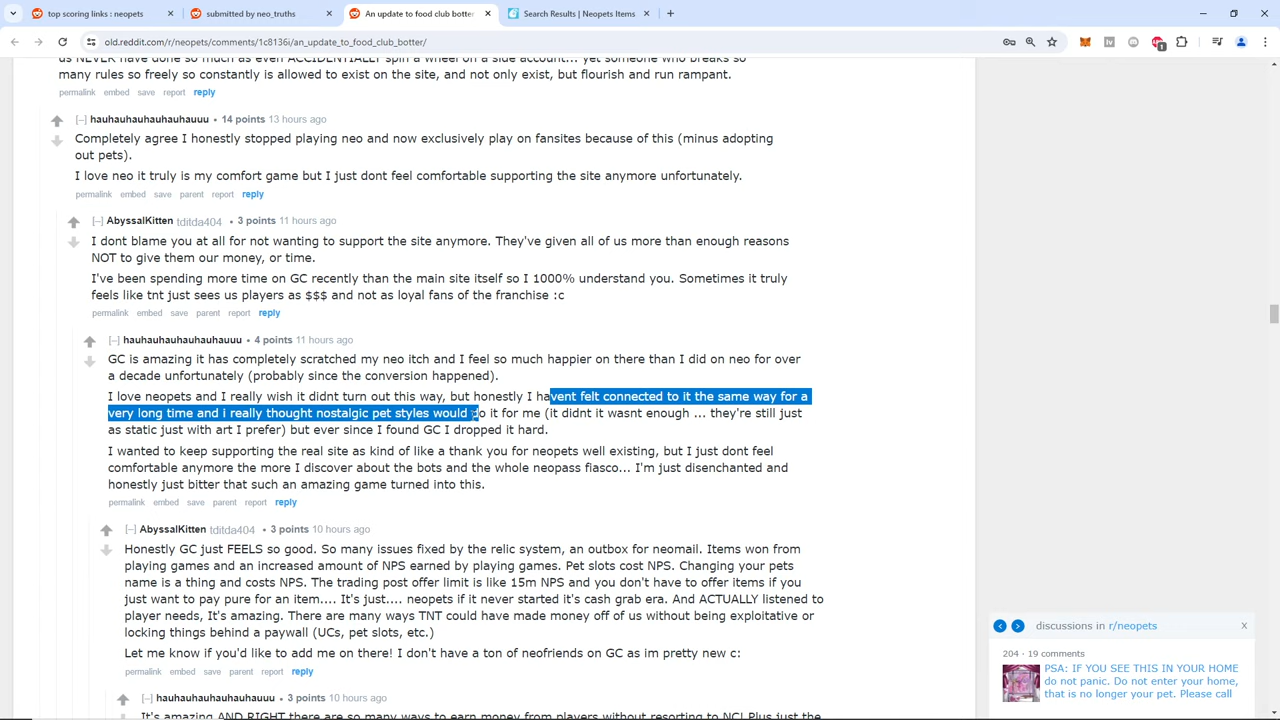 top scoring links : neopets
submitted by neo_truths
An update to food club botter
Search Results | Neopets Items
old.reddit.com/r/neopets/comments/1c8136i/an_update_to_food_club_botter/
us NEVER have done so much as even ACCIDENTALLY spin a wheel on a side account... yet someone who breaks so
many rules so freely so constantly is allowed to exist on the site, and not only exist, but flourish and run rampant.
permalink embed save report reply
[–] hauhauhauhauhauhauuu • 14 points 13 hours ago
Completely agree I honestly stopped playing neo and now exclusively play on fansites because of this (minus adopting
out pets).
I love neo it truly is my comfort game but I just dont feel comfortable supporting the site anymore unfortunately.
permalink embed save parent report reply
[–] AbyssalKitten tditda404 • 3 points 11 hours ago
I dont blame you at all for not wanting to support the site anymore. They've given all of us more than enough reasons
NOT to give them our money, or time.
I've been spending more time on GC recently than the main site itself so I 1000% understand you. Sometimes it truly
feels like tnt just sees us players as $$$ and not as loyal fans of the franchise :c
permalink embed save parent report reply
[–] hauhauhauhauhauhauuu • 4 points 11 hours ago
GC is amazing it has completely scratched my neo itch and I feel so much happier on there than I did on neo for over
a decade unfortunately (probably since the conversion happened).
I love neopets and I really wish it didnt turn out this way, but honestly I havent felt connected to it the same way for a
very long time and i really thought nostalgic pet styles would do it for me (it didnt it wasnt enough ... they're still just
as static just with art I prefer) but ever since I found GC I dropped it hard.
I wanted to keep supporting the real site as kind of like a thank you for neopets well existing, but I just dont feel
comfortable anymore the more I discover about the bots and the whole neopass fiasco... I'm just disenchanted and
honestly just bitter that such an amazing game turned into this.
permalink embed save parent report reply
[–] AbyssalKitten tditda404 • 3 points 10 hours ago
Honestly GC just FEELS so good. So many issues fixed by the relic system, an outbox for neomail. Items won from
playing games and an increased amount of NPS earned by playing games. Pet slots cost NPS. Changing your pets
name is a thing and costs NPS. The trading post offer limit is like 15m NPS and you don't have to offer items if you
just want to pay pure for an item.... It's just.... neopets if it never started it's cash grab era. And ACTUALLY listened to
player needs, It's amazing. There are many ways TNT could have made money off of us without being exploitative or
locking things behind a paywall (UCs, pet slots, etc.)
Let me know if you'd like to add me on there! I don't have a ton of neofriends on GC as im pretty new c:
permalink embed save parent report reply
[–] hauhauhauhauhauhauuu • 3 points 10 hours ago
It's amazing AND RIGHT there are so many ways to earn money from players without resorting to NC! Plus just the
discussions in r/neopets X
204 · 19 comments
PSA: IF YOU SEE THIS IN YOUR HOME
do not panic. Do not enter your home,
that is no longer your pet. Please call